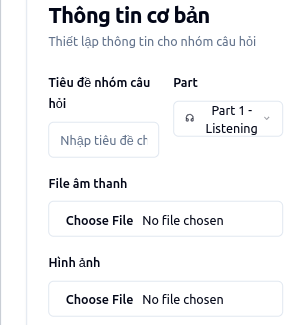 Thông tin cơ bản
Thiết lập thông tin cho nhóm câu hỏi
Tiêu đề nhóm câu
hỏi
Part
Nhập tiêu đề ch
Part 1 -
Listening
File âm thanh
Choose File No file chosen
Hình ảnh
Choose File No file chosen